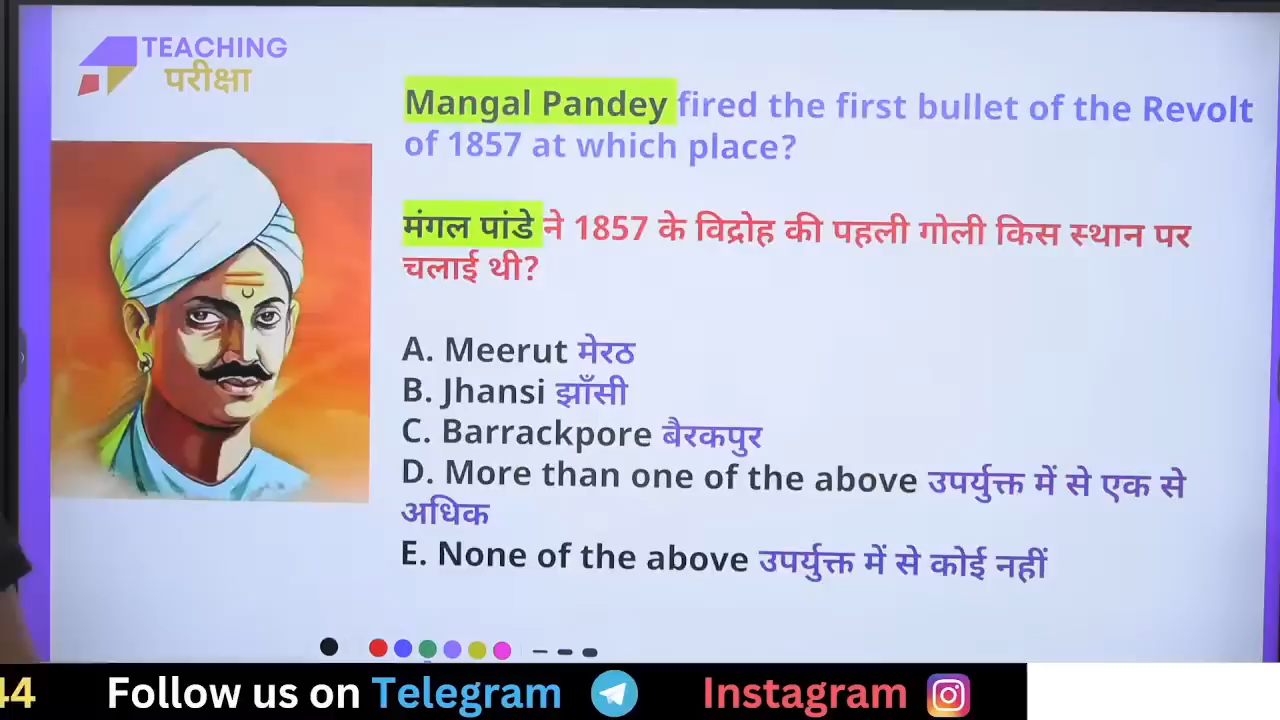 TEACHING
परीक्षा
Mangal Pandey fired the first bullet of the Revolt
of 1857 at which place?
मंगल पांडे ने 1857 के विद्रोह की पहली गोली किस स्थान पर
चलाई थी?
A. Meerut मेरठ
B. Jhansi झाँसी
C. Barrackpore बैरकपुर
D. More than one of the above उपर्युक्त में से एक से
अधिक
E. None of the above उपर्युक्त में से कोई नहीं
44 Follow us on Telegram Instagram